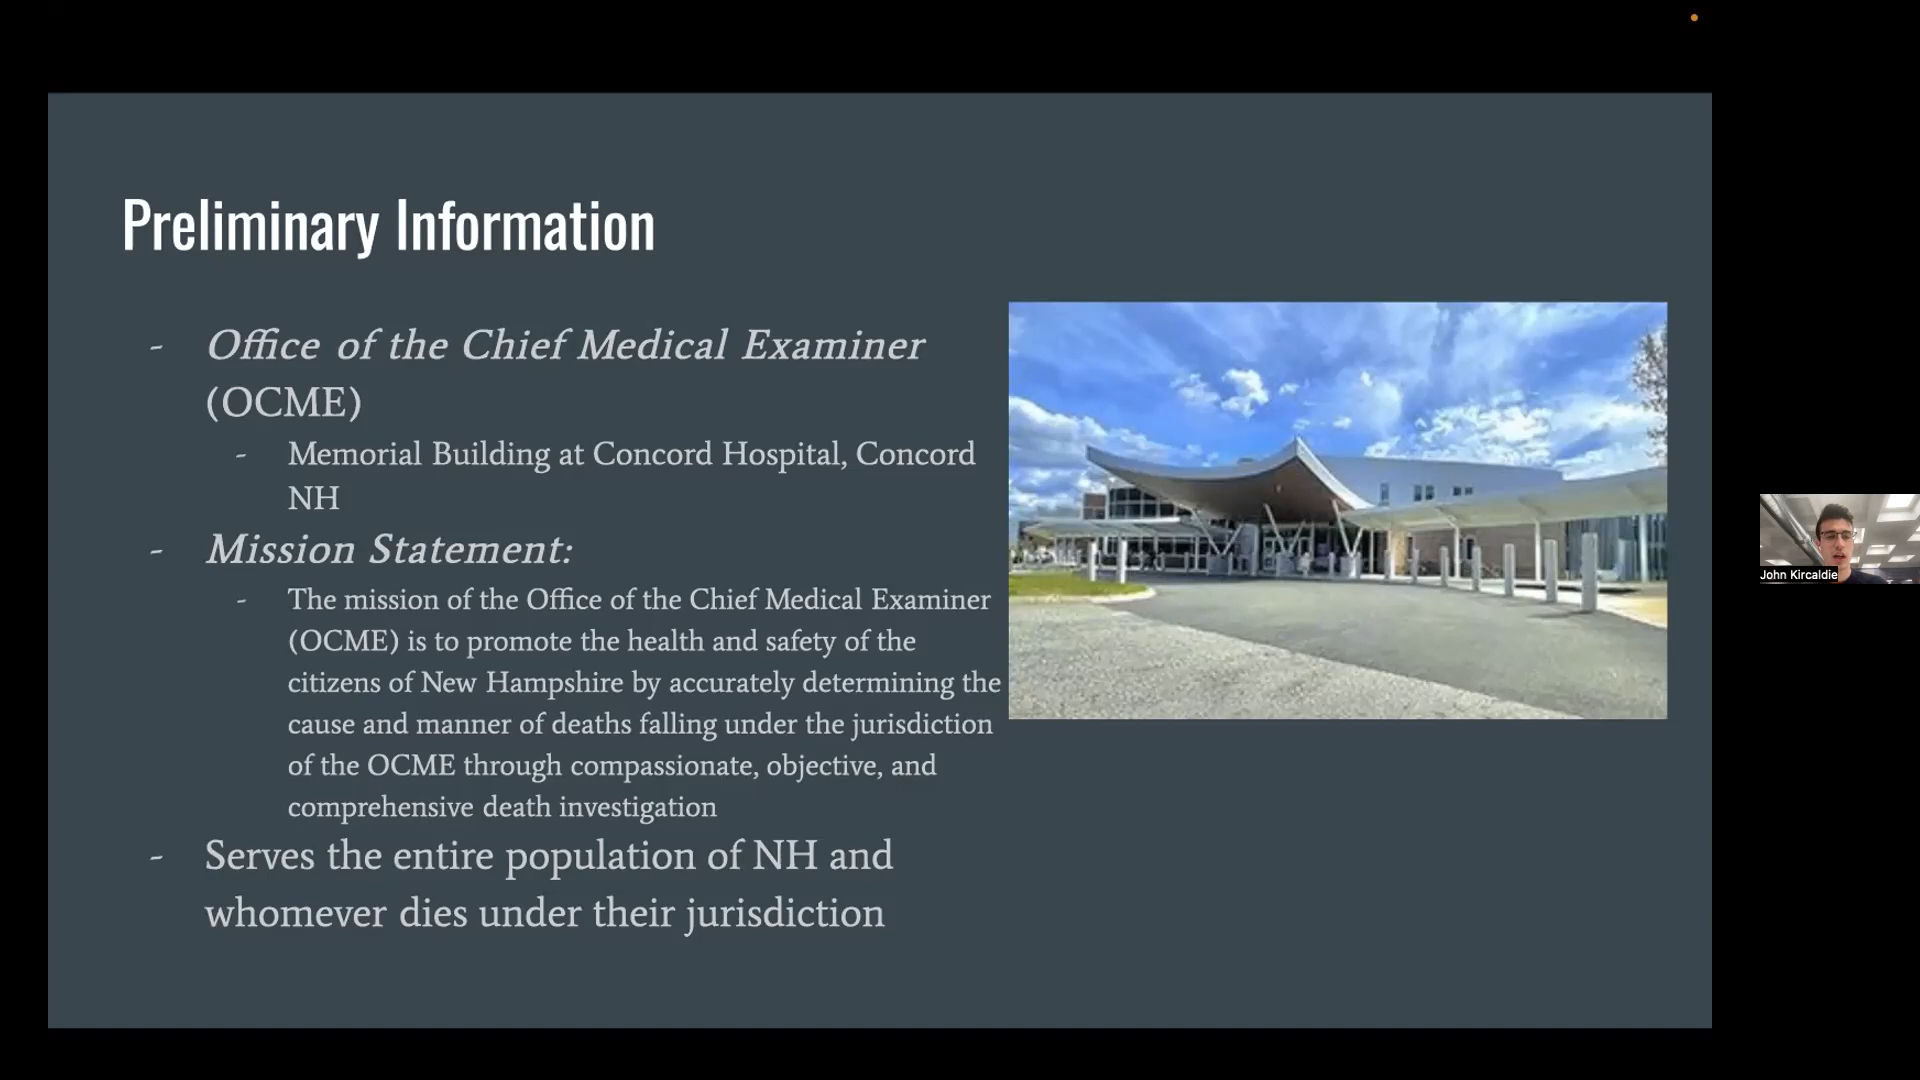 Preliminary Information
- Office of the Chief Medical Examiner
(OCME)
- Memorial Building at Concord Hospital, Concord
NH
- Mission Statement:
- The mission of the Office of the Chief Medical Examiner
(OCME) is to promote the health and safety of the
citizens of New Hampshire by accurately determining the
cause and manner of deaths falling under the jurisdiction
of the OCME through compassionate, objective, and
comprehensive death investigation
- Serves the entire population of NH and
whomever dies under their jurisdiction
John Kircaldie